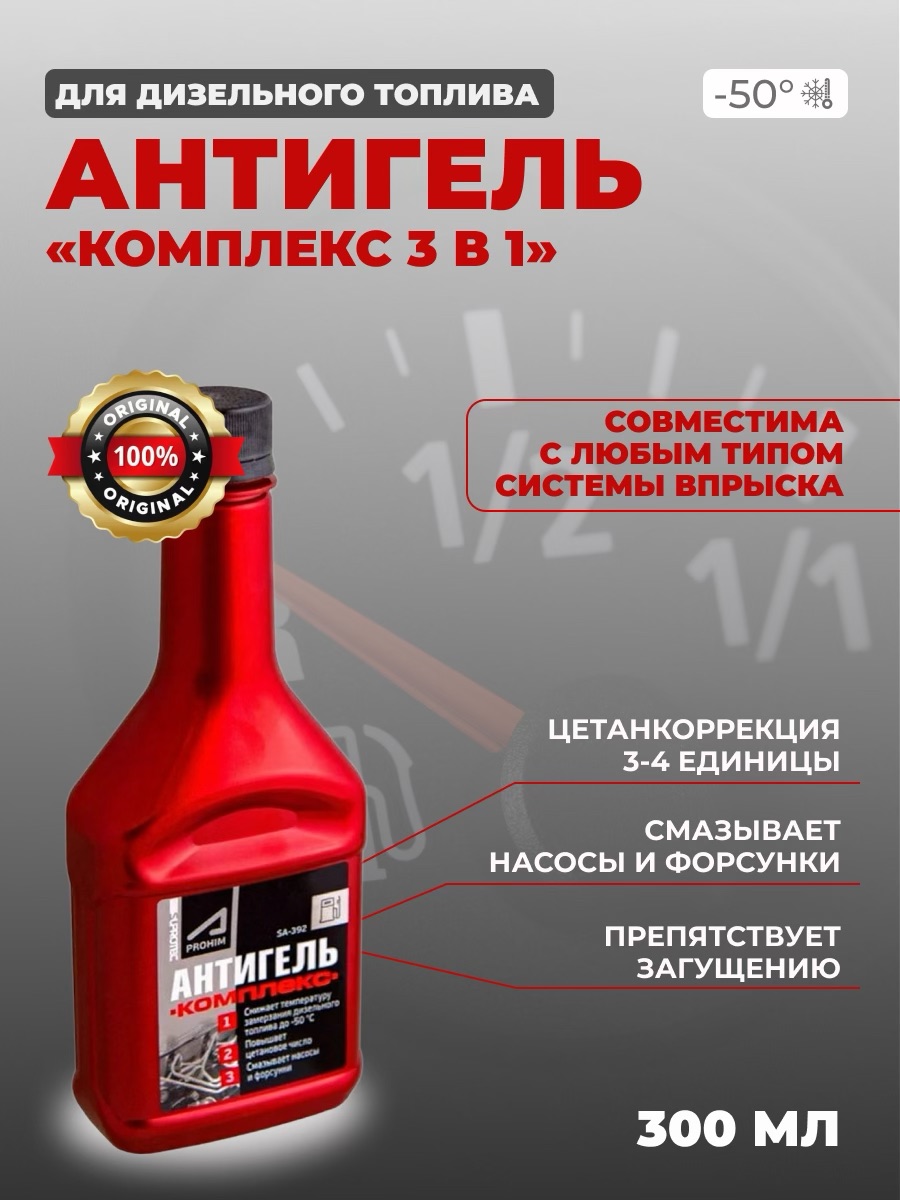 ДЛЯ ДИЗЕЛЬНОГО ТОПЛИВА
-50°
АНТИГЕЛЬ
«КОМПЛЕКС 3 В 1»
ORIGINAL
100%
ORIGINAL
СОВМЕСТИМА
С ЛЮБЫМ ТИПОМ
СИСТЕМЫ ВПРЫСКА
1/2
1/1
ЦЕТАНКОРРЕКЦИЯ
3-4 ЕДИНИЦЫ
СМАЗЫВАЕТ
НАСОСЫ И ФОРСУНКИ
ПРЕПЯТСТВУЕТ
ЗАГУЩЕНИЮ
SUPROTEC
PROHIM
SA-392
АНТИГЕЛЬ
•КОМПЛЕКС•
1 Снижает температуру
замерзания дизельного
топлива до -50 °C
2 Повышает
цетановое число
3 Смазывает насосы
и форсунки
300 МЛ